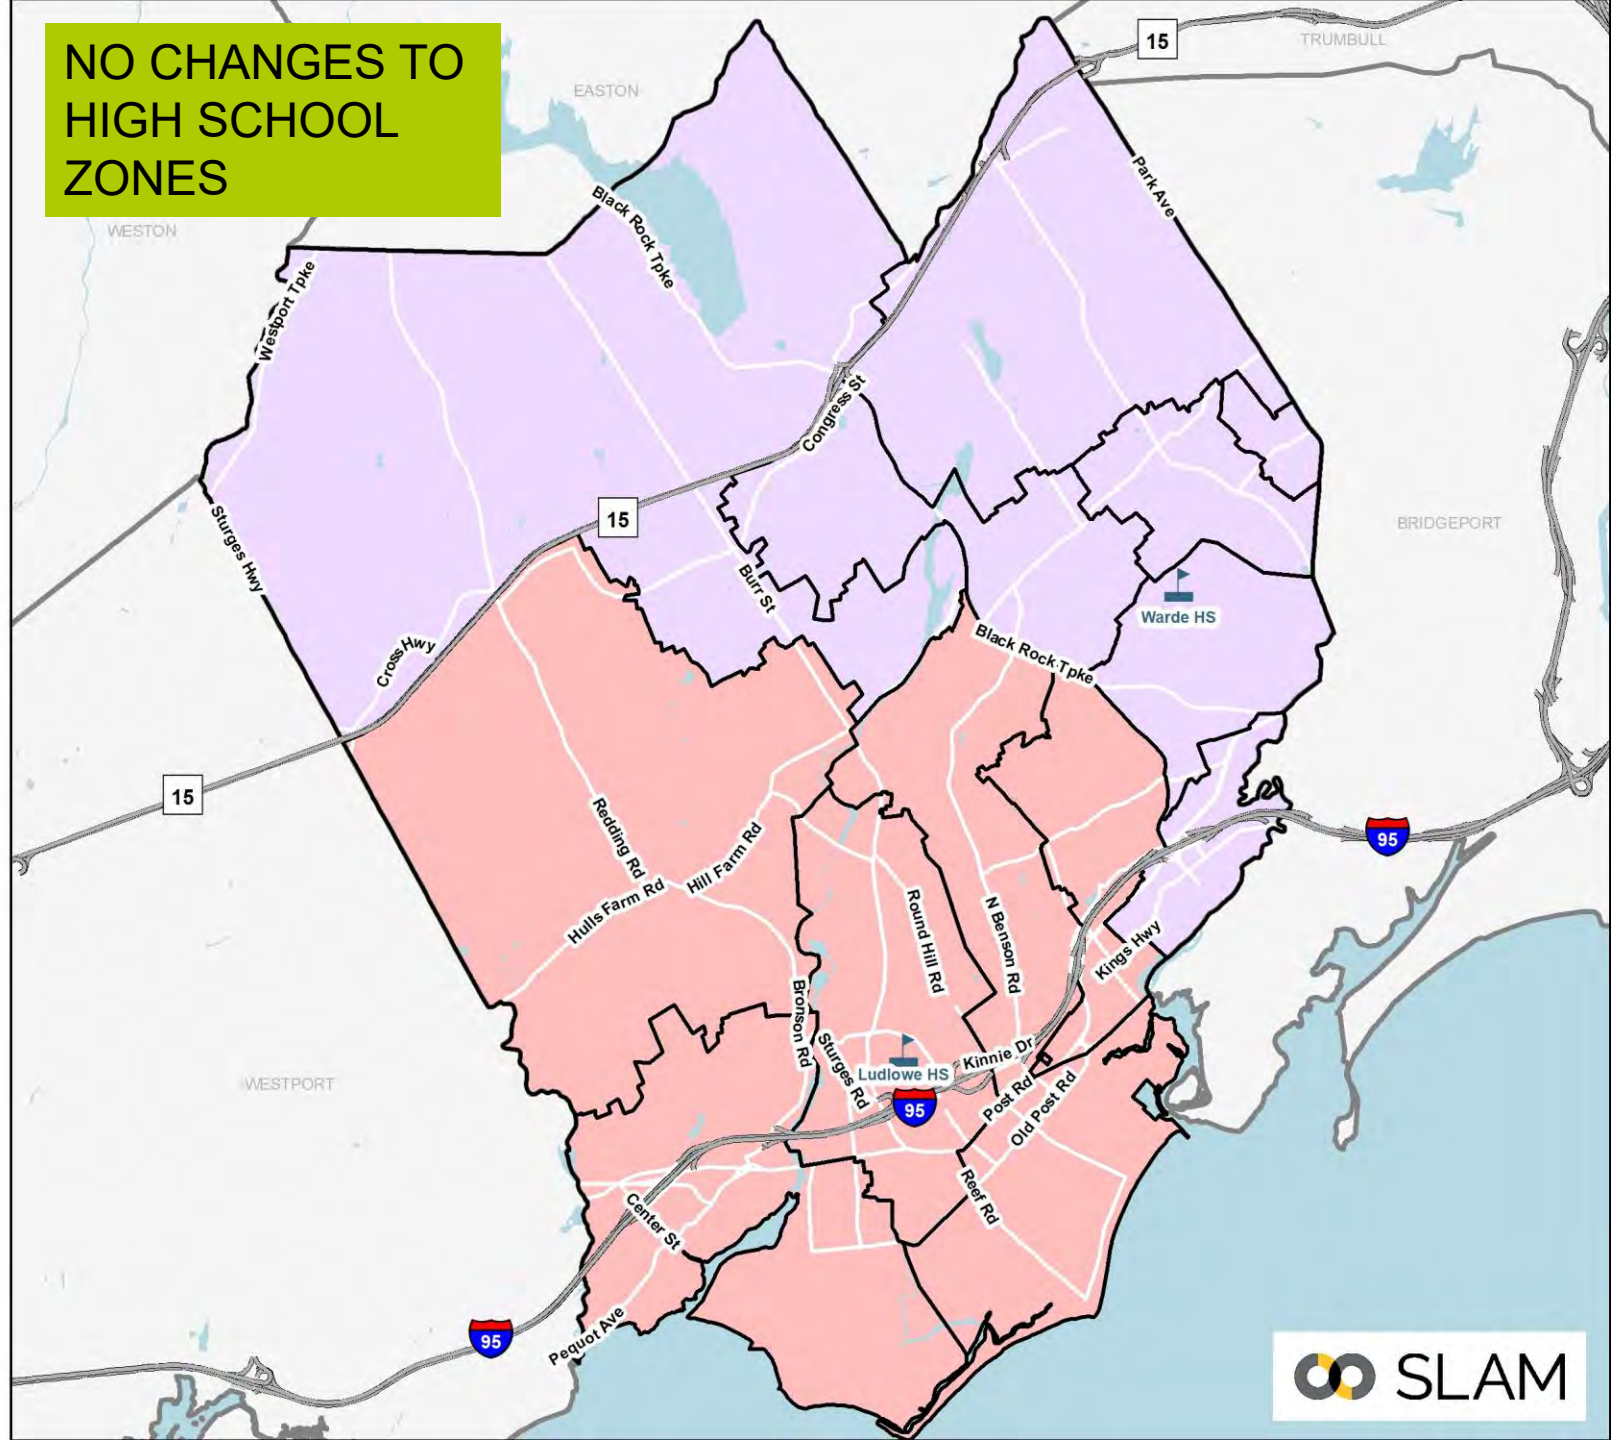 NO CHANGES TO
HIGH SCHOOL
ZONES
15
TRUMBULL
EASTON
WESTON
Park Ave
Black Rock Tpke
Westport Tpke
Congress St
15
BRIDGEPORT
Sturges Hwy
Burr St
Warde HS
Cross Hwy
Black Rock Tpke
15
95
Redding Rd
Hill Farm Rd
Hulls Farm Rd
Round Hill Rd
N Benson Rd
Kings Hwy
Bronson Rd
Sturges Rd
Ludlowe HS
Kinnie Dr
WESTPORT
95
Post Rd
Old Post Rd
Reef Rd
Center St
95
Pequot Ave
SLAM